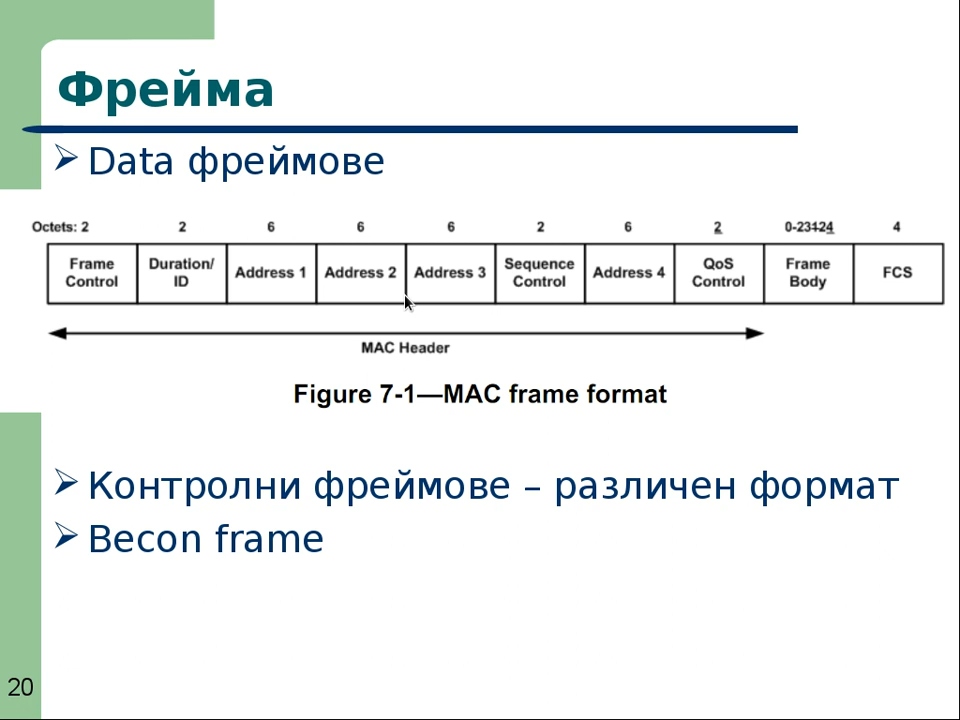 Фрейма
Data фреймове
Octets: 2 2 6 6 6 2 6 2 0-23124 4
Frame Control Duration/ ID Address 1 Address 2 Address 3 Sequence Control Address 4 QoS Control Frame Body FCS
MAC Header
Figure 7-1—MAC frame format
Контролни фреймове – различен формат
Becon frame
20